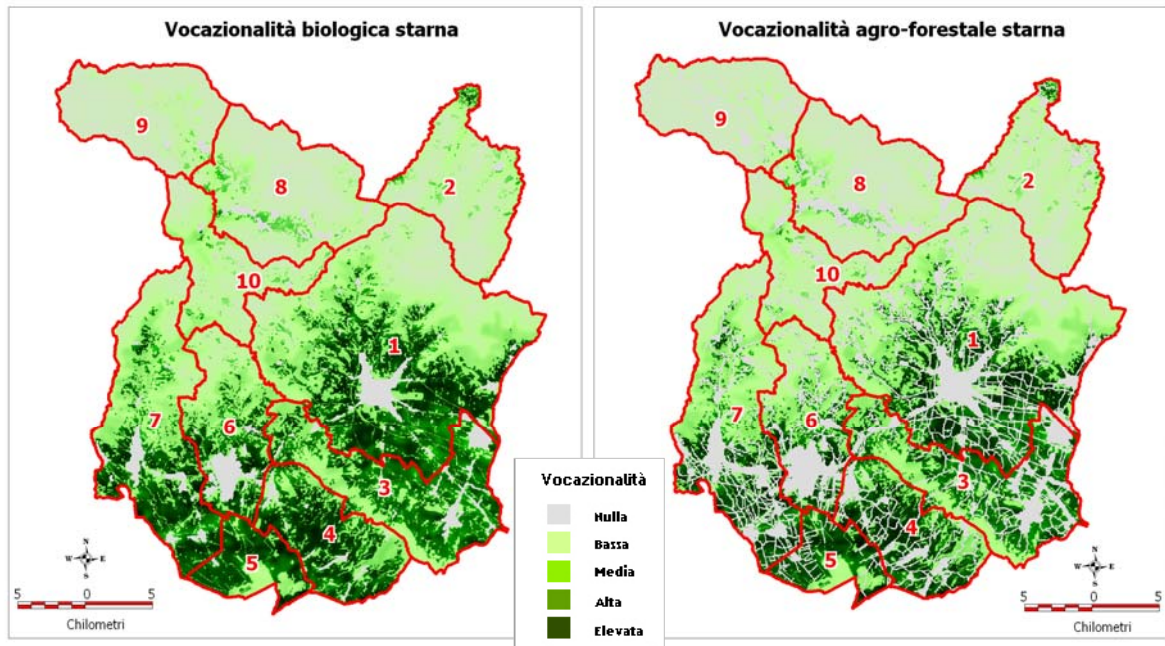 Vocazionalità biologica starna
9
8
2
10
1
7
6
3
4
5
N
W E
S
5 0 5
Chilometri
Vocazionalità agro-forestale starna
9
8
2
10
1
7
6
3
4
5
N
W E
S
5 0 5
Chilometri
Vocazionalità
Nulla
Bassa
Media
Alta
Elevata